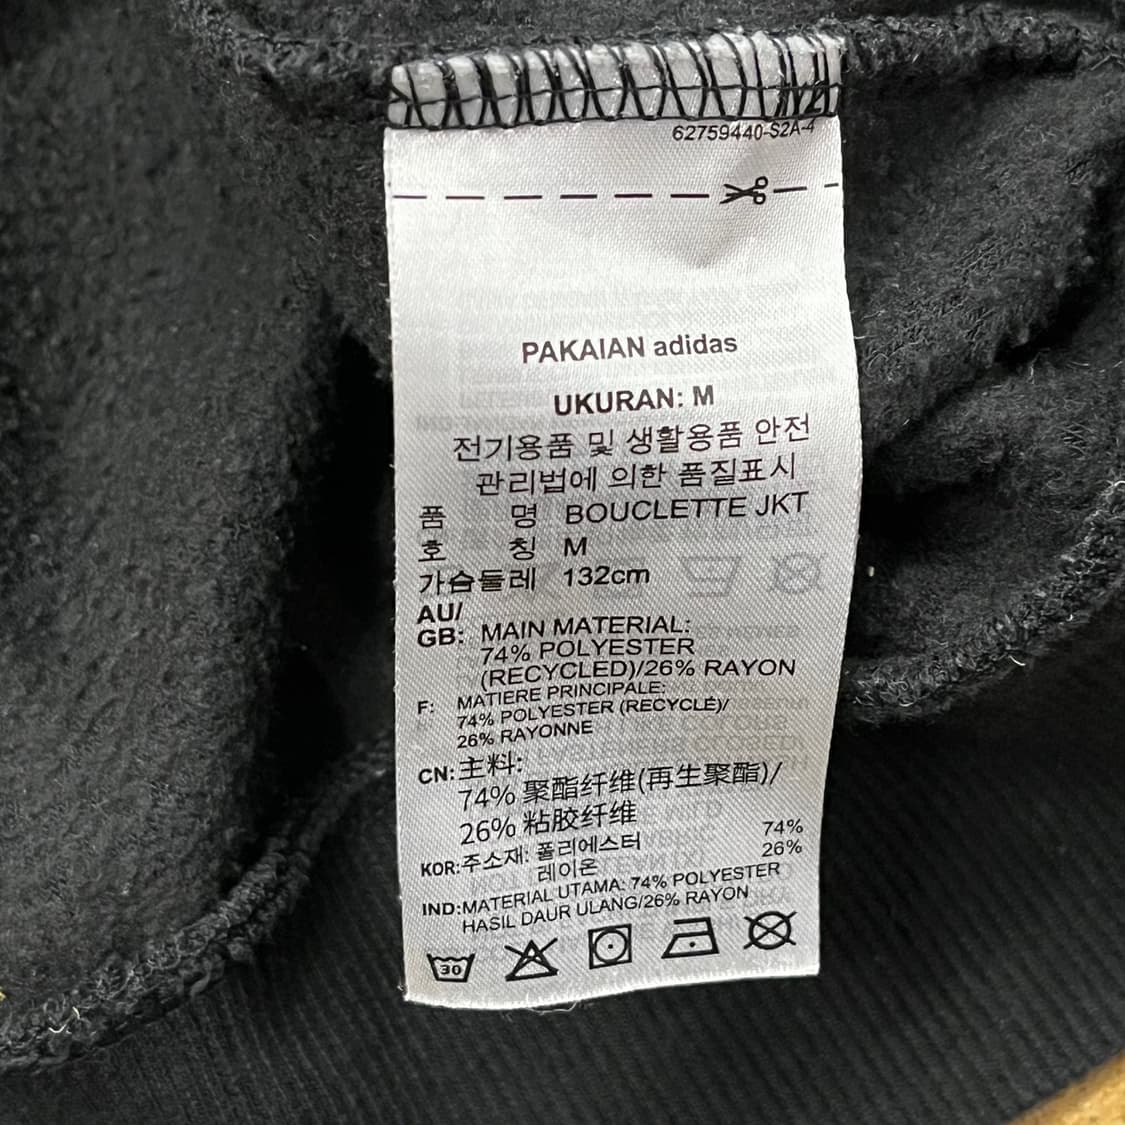 62759440-S2A-4
PAKAIAN adidas
UKURAN: M
전기용품 및 생활용품 안전
관리법에 의한 품질표시
품 명 BOUCLETTE JKT
호 칭 M
가슴둘레 132cm
AU/
GB: MAIN MATERIAL:
74% POLYESTER
(RECYCLED)/26% RAYON
F: MATIERE PRINCIPALE:
74% POLYESTER (RECYCLÉ)/
26% RAYONNE
CN: 主料:
74% 聚酯纤维(再生聚酯)/
26% 粘胶纤维
KOR: 주소재: 폴리에스터 74%
레이온 26%
IND: MATERIAL UTAMA: 74% POLYESTER
HASIL DAUR ULANG/26% RAYON
30